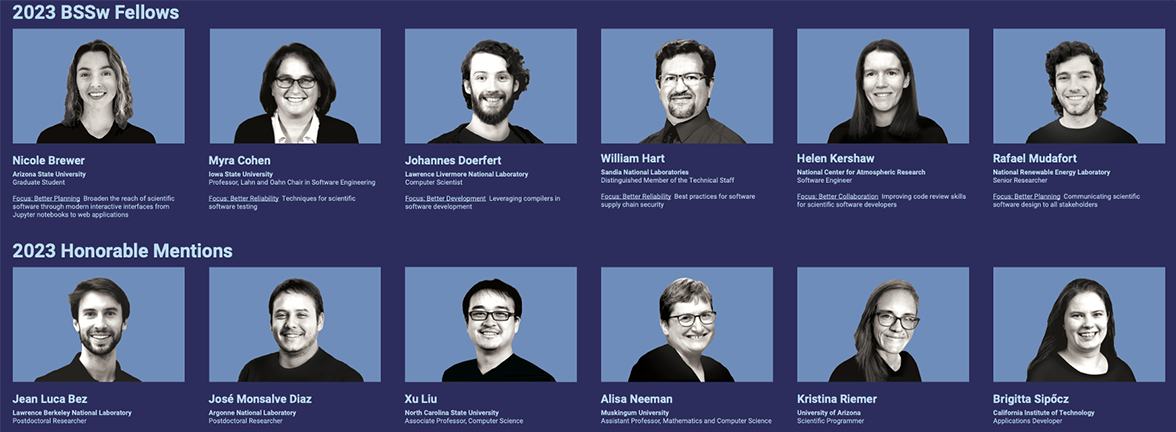 2023 BSSw Fellows
Nicole Brewer
Arizona State University
Graduate Student
Focus: Better Planning Broaden the reach of scientific
software through modern interactive interfaces from
Jupyter notebooks to web applications
Myra Cohen
Iowa State University
Professor, Lahn and Oahn Chair in Software Engineering
Focus: Better Reliability Techniques for scientific
software testing
Johannes Doerfert
Lawrence Livermore National Laboratory
Computer Scientist
Focus: Better Development Leveraging compilers in
software development
William Hart
Sandia National Laboratories
Distinguished Member of the Technical Staff
Focus: Better Reliability Best practices for software
supply chain security
Helen Kershaw
National Center for Atmospheric Research
Software Engineer
Focus: Better Collaboration Improving code review skills
for scientific software developers
Rafael Mudafort
National Renewable Energy Laboratory
Senior Researcher
Focus: Better Planning Communicating scientific
software design to all stakeholders
2023 Honorable Mentions
Jean Luca Bez
Lawrence Berkeley National Laboratory
Postdoctoral Researcher
José Monsalve Diaz
Argonne National Laboratory
Postdoctoral Researcher
Xu Liu
North Carolina State University
Associate Professor, Computer Science
Alisa Neeman
Muskingum University
Assistant Professor, Mathematics and Computer Science
Kristina Riemer
University of Arizona
Scientific Programmer
Brigitta Sipőcz
California Institute of Technology
Applications Developer